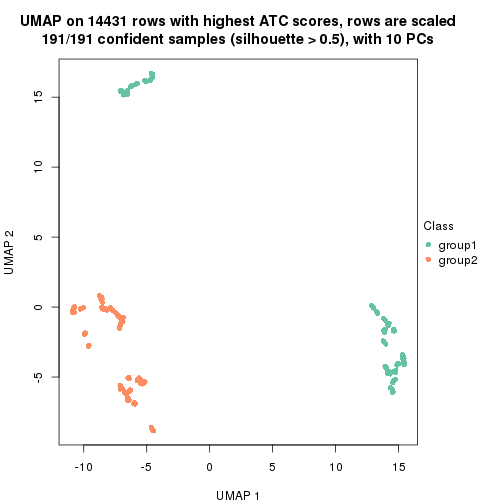 UMAP on 14431 rows with highest ATC scores, rows are scaled
191/191 confident samples (silhouette > 0.5), with 10 PCs
15
10
5
0
-5
UMAP 2
Class
group1
group2
-10
-5
0
5
10
15
UMAP 1